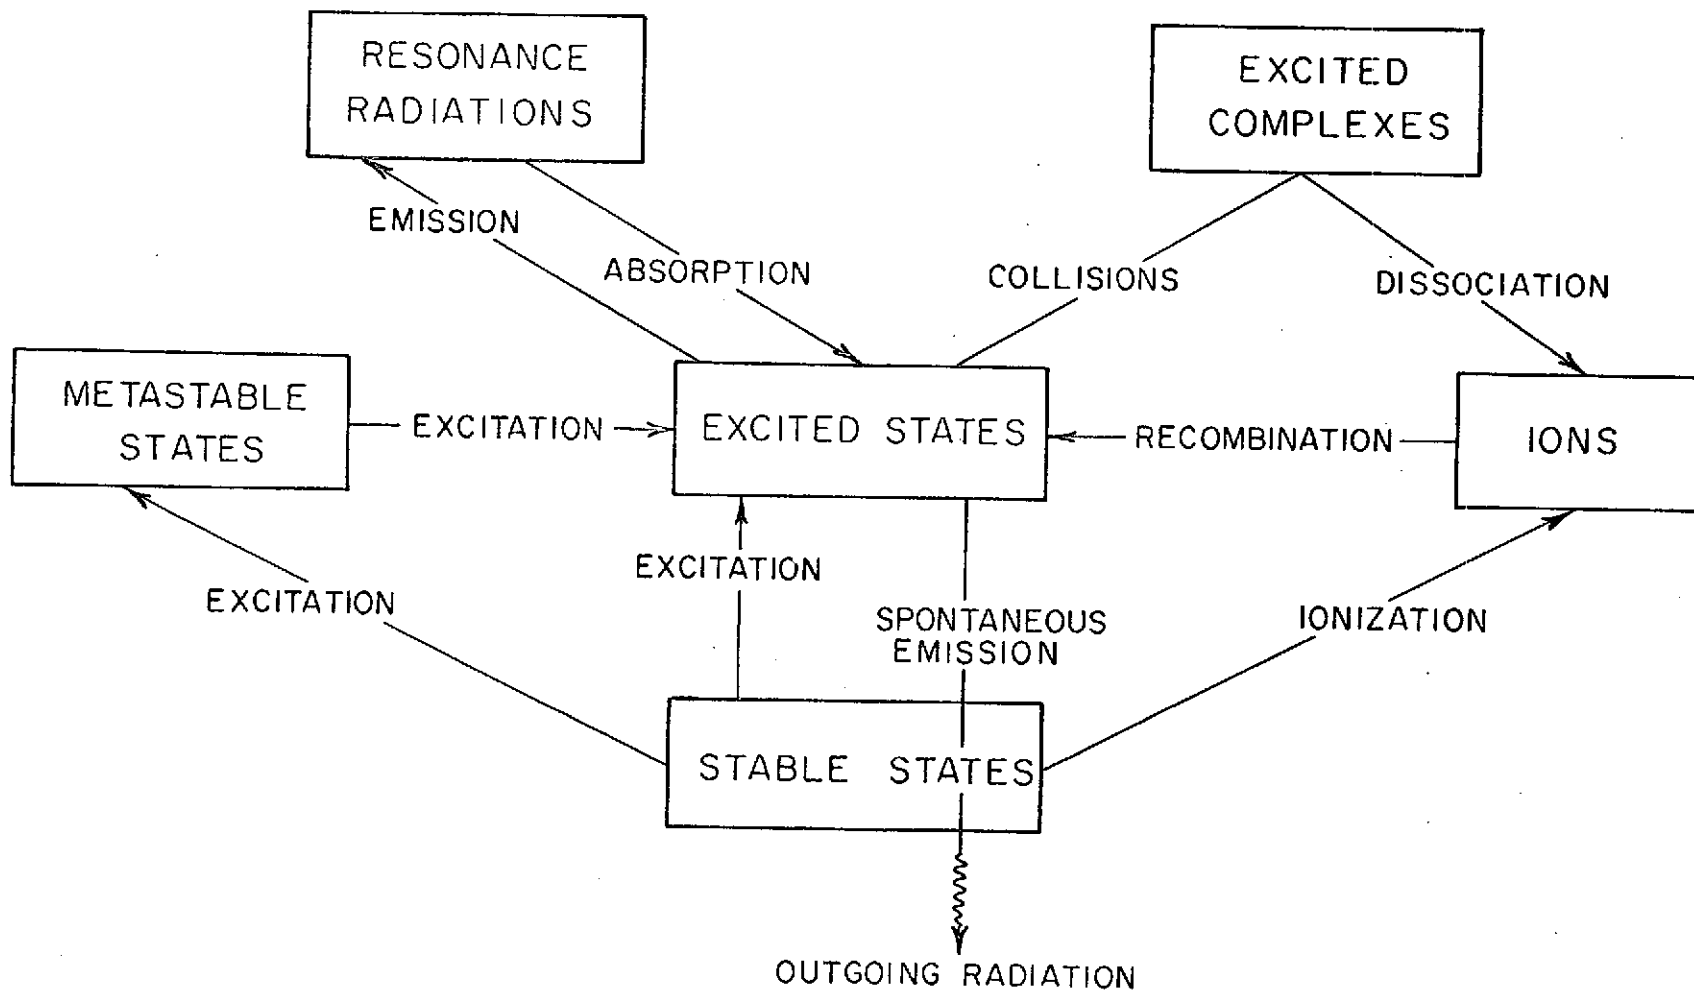 RESONANCE
RADIATIONS
EXCITED
COMPLEXES
EMISSION
ABSORPTION
COLLISIONS
DISSOCIATION
METASTABLE
STATES
EXCITATION
EXCITED STATES
RECOMBINATION
IONS
EXCITATION
EXCITATION
SPONTANEOUS
EMISSION
IONIZATION
STABLE STATES
OUTGOING RADIATION